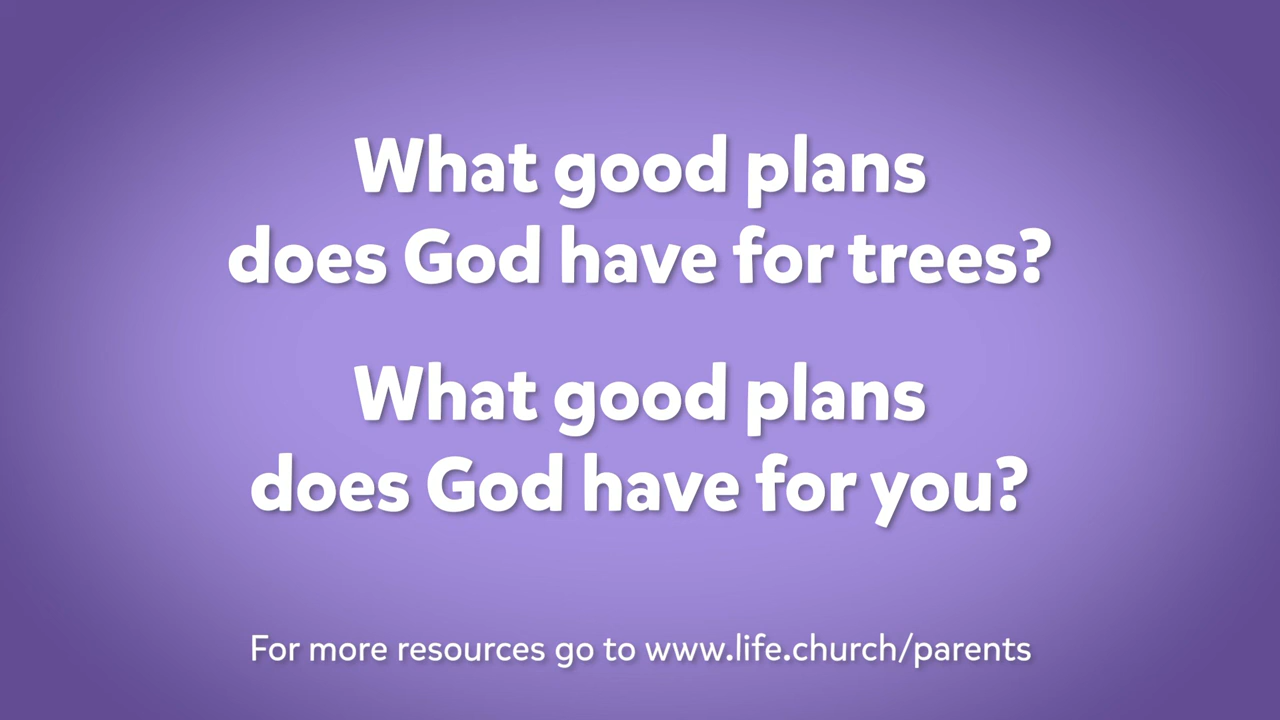 What good plans
does God have for trees?
What good plans
does God have for you?
For more resources go to www.life.church/parents